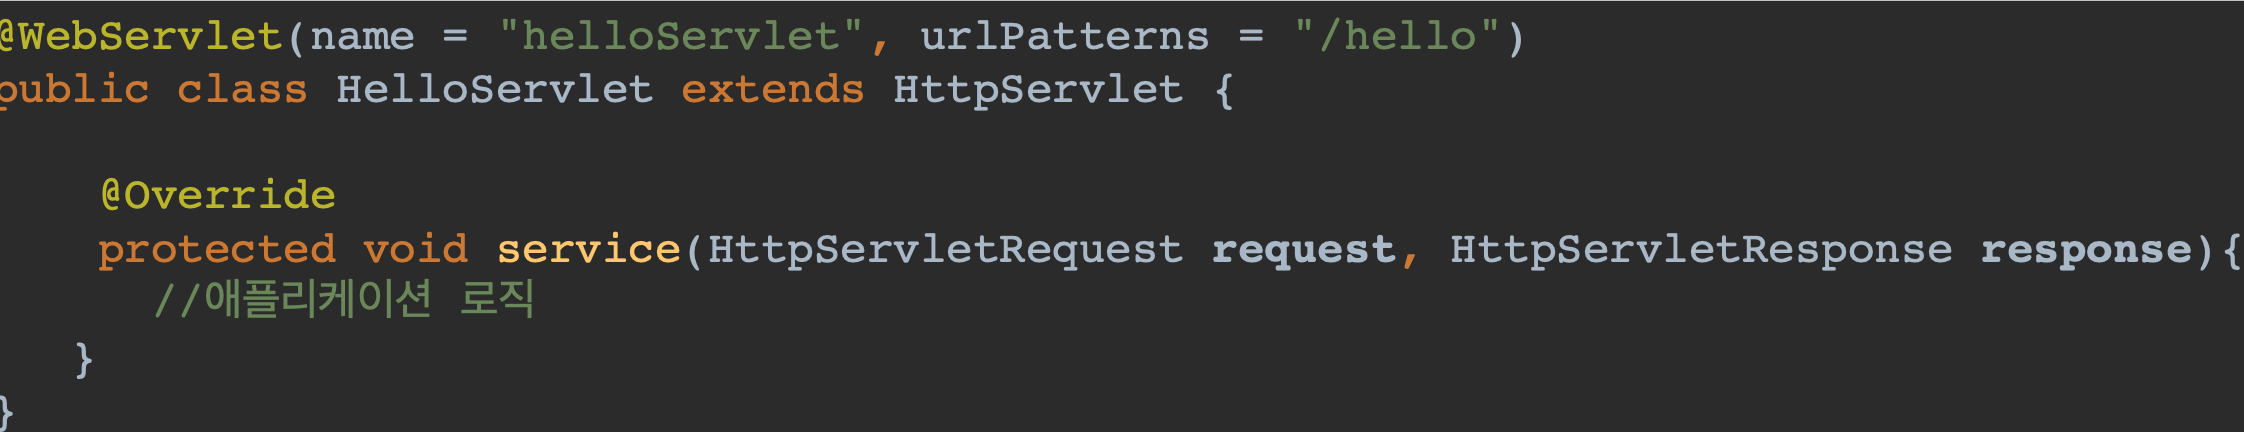 @WebServlet(name = "helloServlet", urlPatterns = "/hello")
public class HelloServlet extends HttpServlet {
@Override
protected void service(HttpServletRequest request, HttpServletResponse response){
//애플리케이션 로직
}
}